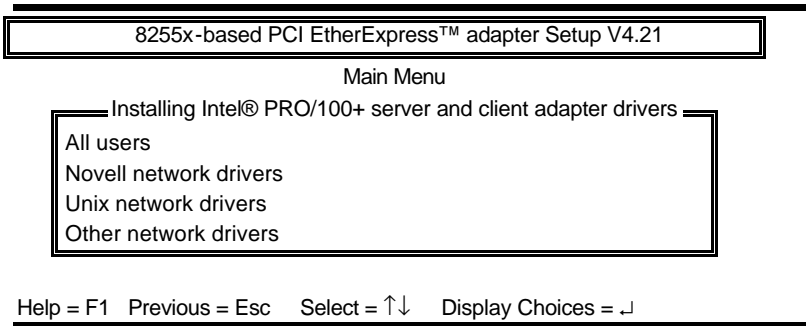 8255x-based PCI EtherExpress™ adapter Setup V4.21
Main Menu
Installing Intel® PRO/100+ server and client adapter drivers
All users
Novell network drivers
Unix network drivers
Other network drivers
Help = F1 Previous = Esc Select = ↑↓ Display Choices = ↵